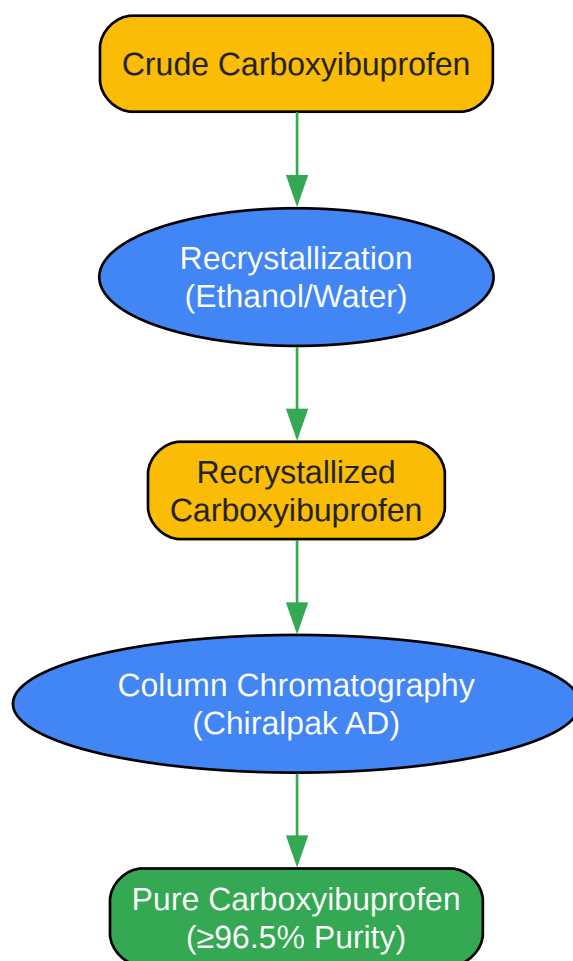 Crude Carboxyibuprofen
Recrystallization
(Ethanol/Water)
Recrystallized
Carboxyibuprofen
Column Chromatography
(Chiralpak AD)
Pure Carboxyibuprofen
(≥96.5% Purity)